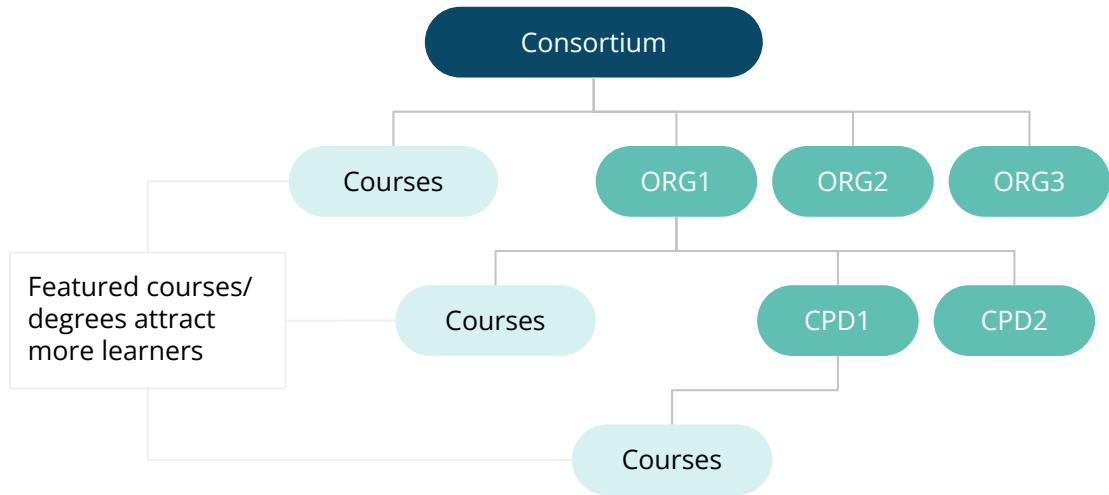 Consortium
Courses
ORG1
ORG2
ORG3
Featured courses/
degrees attract
more learners
Courses
CPD1
CPD2
Courses